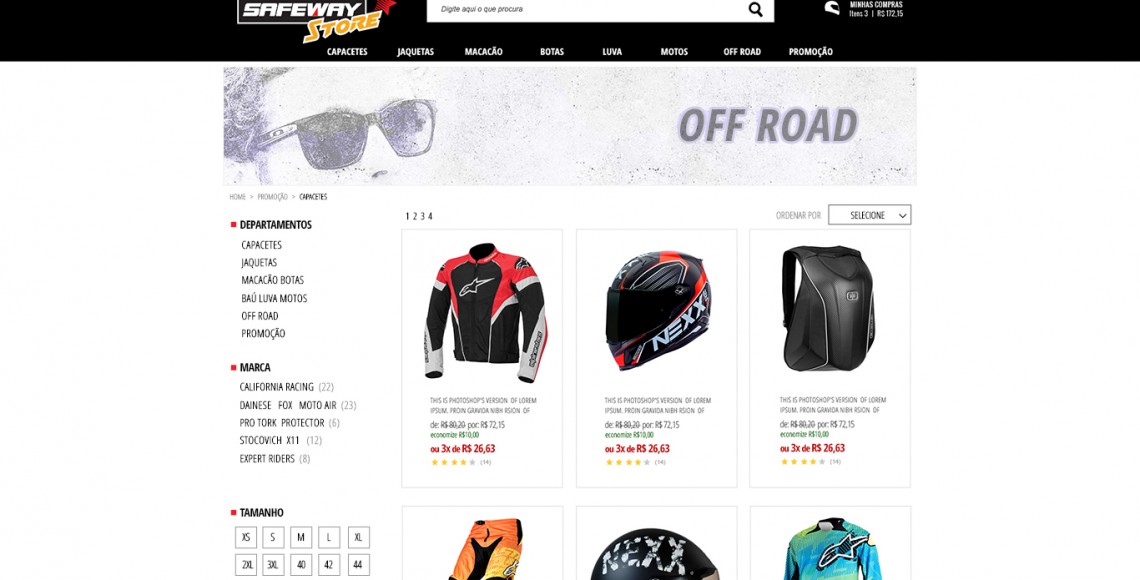 SAFEWAY
STORE
Digite aqui o que procura
MINHAS COMPRAS
Itens 3 | R$ 172,15
CAPACETES JAQUETAS MACACÃO BOTAS LUVA MOTOS OFF ROAD PROMOÇÃO
OFF ROAD
HOME > PROMOÇÃO > CAPACETES
1 2 3 4
ORDENAR POR SELECIONE
DEPARTAMENTOS
CAPACETES
JAQUETAS
MACACÃO BOTAS
BAÚ LUVA MOTOS
OFF ROAD
PROMOÇÃO
MARCA
CALIFORNIA RACING (22)
DAINESE FOX MOTO AIR (23)
PRO TORK PROTECTOR (6)
STOCOVICH X11 (12)
EXPERT RIDERS (8)
TAMANHO
XS S M L XL
2XL 3XL 40 42 44
alpinestars
THIS IS PHOTOSHOP'S VERSION OF LOREM
IPSUM. PROIN GRAVIDA NIBH RSION OF
de: R$ 80,20 por: R$ 72,15
economize R$10,00
ou 3x de R$ 26,63
(14)
NEXX
THIS IS PHOTOSHOP'S VERSION OF LOREM
IPSUM. PROIN GRAVIDA NIBH RSION OF
de: R$ 80,20 por: R$ 72,15
economize R$10,00
ou 3x de R$ 26,63
(14)
THIS IS PHOTOSHOP'S VERSION OF LOREM
IPSUM. PROIN GRAVIDA NIBH RSION OF
de: R$ 80,20 por: R$ 72,15
economize R$10,00
ou 3x de R$ 26,63
(14)
NEXX